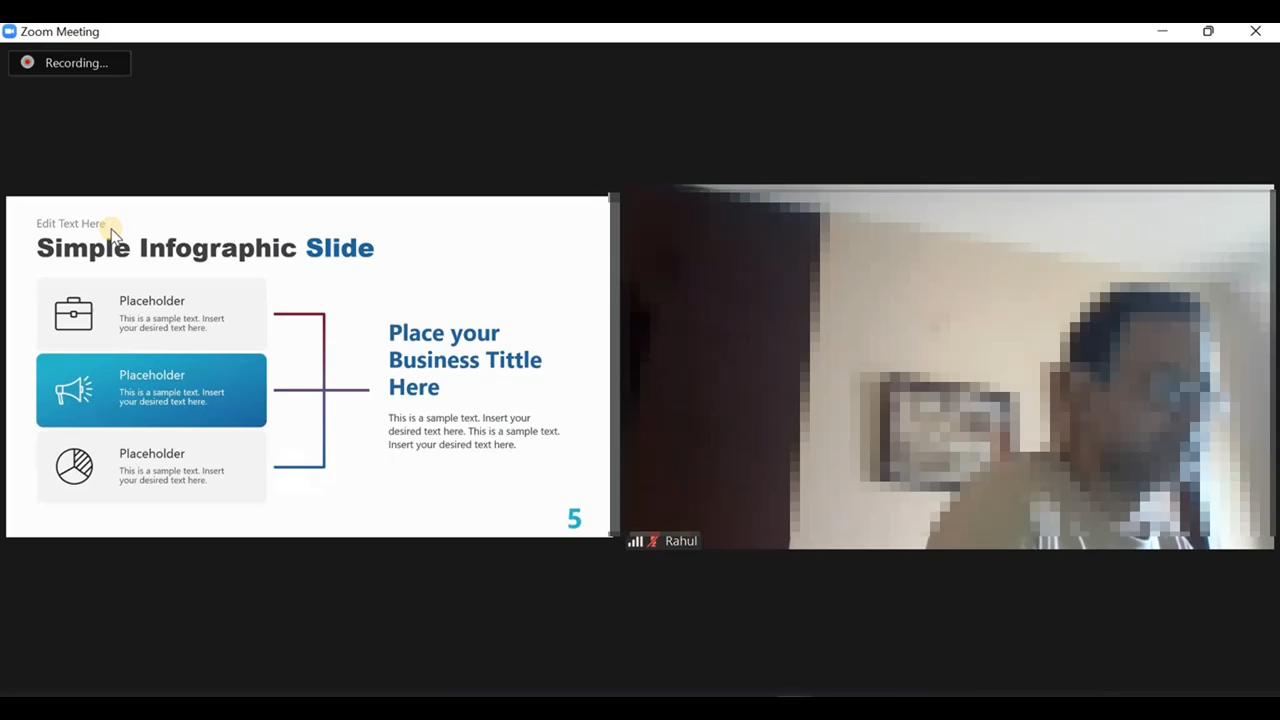 Zoom Meeting
Recording...
Edit Text Here
Simple Infographic Slide
Placeholder
This is a sample text. Insert
your desired text here.
Placeholder
This is a sample text. Insert
your desired text here.
Placeholder
This is a sample text. Insert
your desired text here.
Place your
Business Tittle
Here
This is a sample text. Insert your
desired text here. This is a sample text.
Insert your desired text here.
5
Rahul